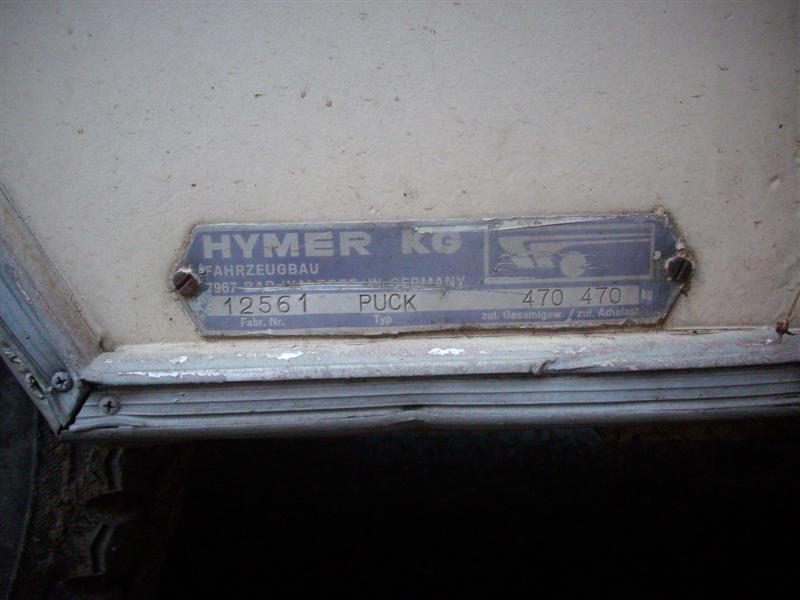 HYMER KG
FAHRZEUGBAU
7967 BAD GERMANY
12561 PUCK 470 470 kg
Fabr. Nr. Typ zul. Gesamtgew. / zul. Achslast